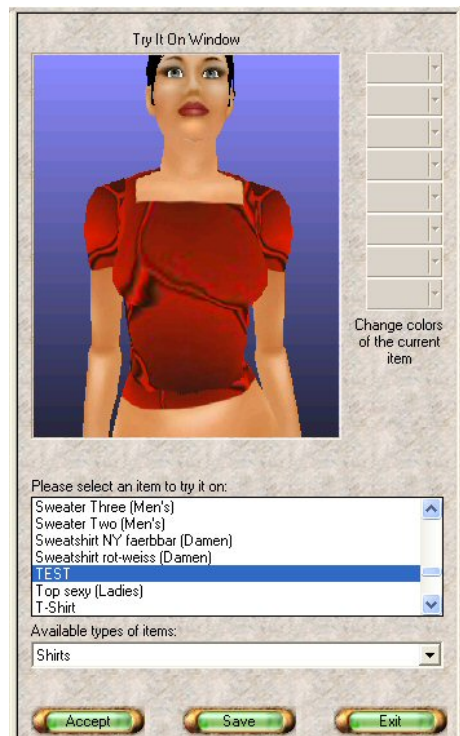 Try It On Window
Change colors
of the current
item
Please select an item to try it on:
Sweater Three (Men's)
Sweater Two (Men's)
Sweatshirt NY faerbbar (Damen)
Sweatshirt rot-weiss (Damen)
TEST
Top sexy (Ladies)
T-Shirt
Available types of items:
Shirts
Accept Save Exit